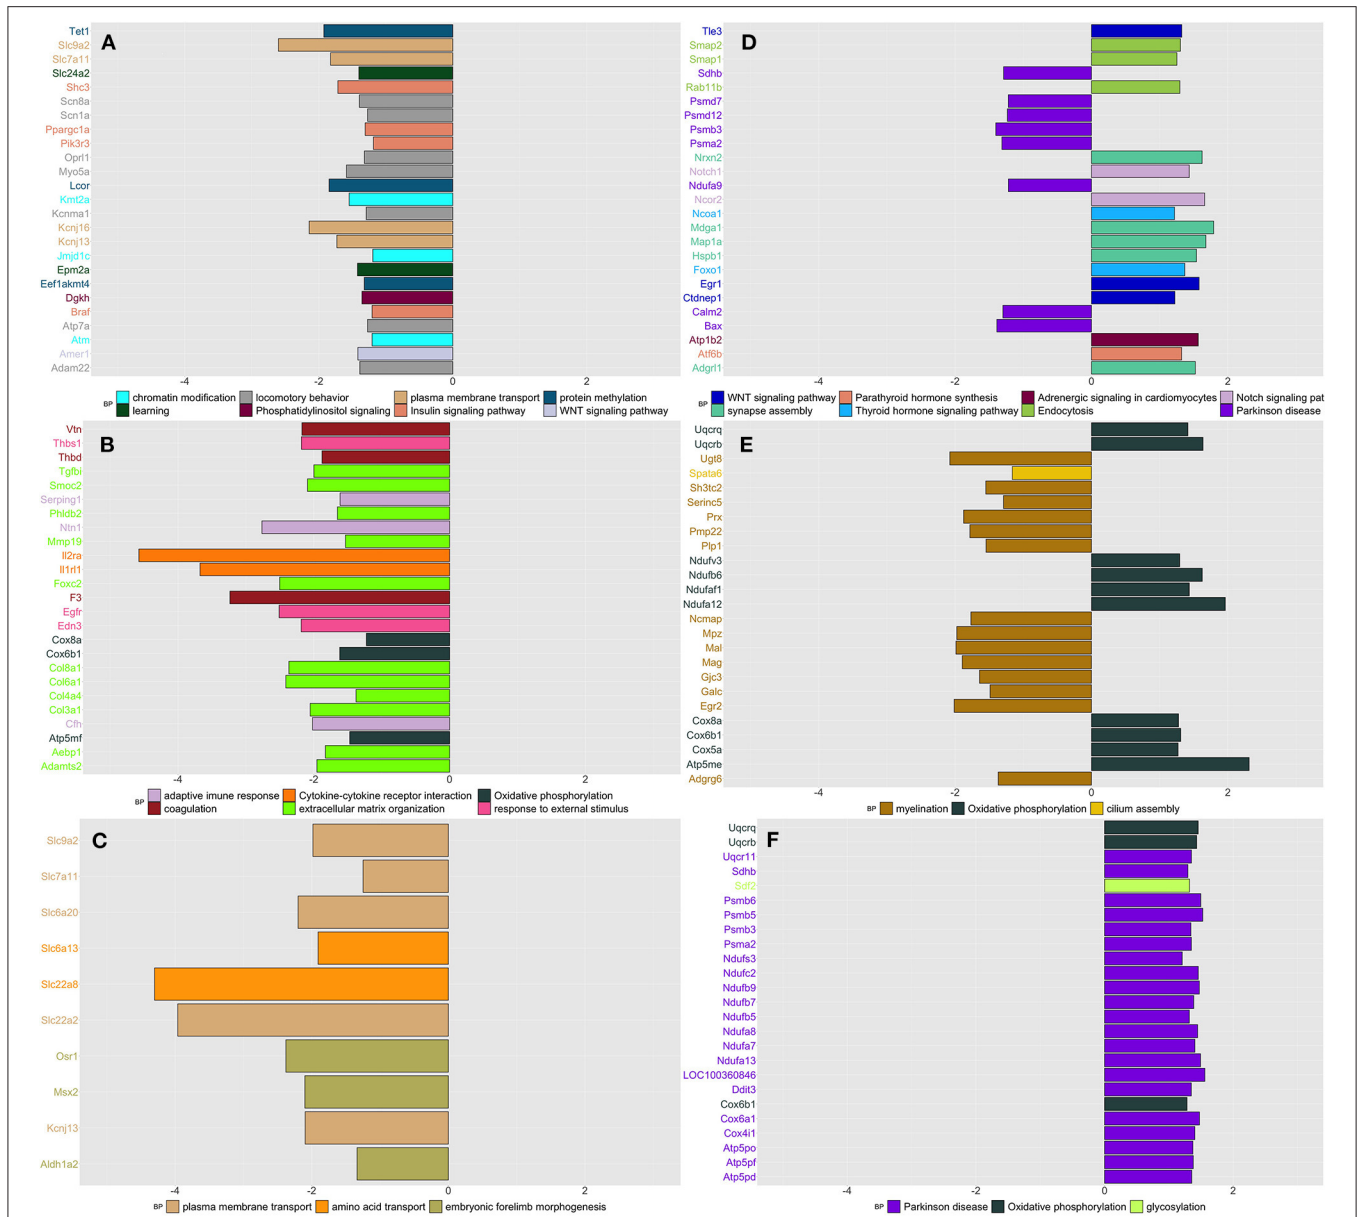 A
Tet1
Slc9a2
Slc7a11
Slc24a2
Shc3
Scn8a
Scn1a
Ppargc1a
Pik3r3
Oprl1
Myo5a
Lcor
Kmt2a
Kcnma1
Kcnj16
Kcnj13
Jmjd1c
Epm2a
Eef1akmt4
Dgkh
Braf
Atp7a
Atm
Amer1
Adam22
-4 -2 0 2
BP chromatin modification locomotory behavior plasma membrane transport protein methylation
learning Phosphatidylinositol signaling Insulin signaling pathway WNT signaling pathway
B
Vtn
Thbs1
Thbd
Tgfbi
Smoc2
Serping1
Phldb2
Ntn1
Mmp19
Il2ra
Il1rl1
Foxc2
F3
Egfr
Edn3
Cox8a
Cox6b1
Col8a1
Col6a1
Col4a4
Col3a1
Cfh
Atp5mf
Aebp1
Adamts2
-4 -2 0 2
BP adaptive imune response Cytokine-cytokine receptor interaction Oxidative phosphorylation
coagulation extracellular matrix organization response to external stimulus
C
Slc9a2
Slc7a11
Slc6a20
Slc6a13
Slc22a8
Slc22a2
Osr1
Msx2
Kcnj13
Aldh1a2
-4 -2 0 2
BP plasma membrane transport amino acid transport embryonic forelimb morphogenesis
D
Tle3
Smap2
Smap1
Sdhb
Rab11b
Psmd7
Psmd12
Psmb3
Psma2
Nrxn2
Notch1
Ndufa9
Ncor2
Ncoa1
Mdga1
Map1a
Hspb1
Foxo1
Egr1
Ctdnep1
Calm2
Bax
Atp1b2
Atf6b
Adgrl1
-4 -2 0 2
BP WNT signaling pathway Parathyroid hormone synthesis Adrenergic signaling in cardiomyocytes Notch signaling pat
synapse assembly Thyroid hormone signaling pathway Endocytosis Parkinson disease
E
Uqcrq
Uqcrb
Ugt8
Spata6
Sh3tc2
Serinc5
Prx
Pmp22
Plp1
Ndufv3
Ndufb6
Ndufaf1
Ndufa12
Ncmap
Mpz
Mal
Mag
Gjc3
Galc
Egr2
Cox8a
Cox6b1
Cox5a
Atp5me
Adgrg6
-4 -2 0 2
BP myelination Oxidative phosphorylation cilium assembly
F
Uqcrq
Uqcrb
Uqcr11
Sdhb
Sdf2
Psmb6
Psmb5
Psmb3
Psma2
Ndufs3
Ndufc2
Ndufb9
Ndufb7
Ndufb5
Ndufa8
Ndufa7
Ndufa13
LOC100360846
Ddit3
Cox6b1
Cox6a1
Cox4i1
Atp5po
Atp5pf
Atp5pd
-4 -2 0 2
BP Parkinson disease Oxidative phosphorylation glycosylation